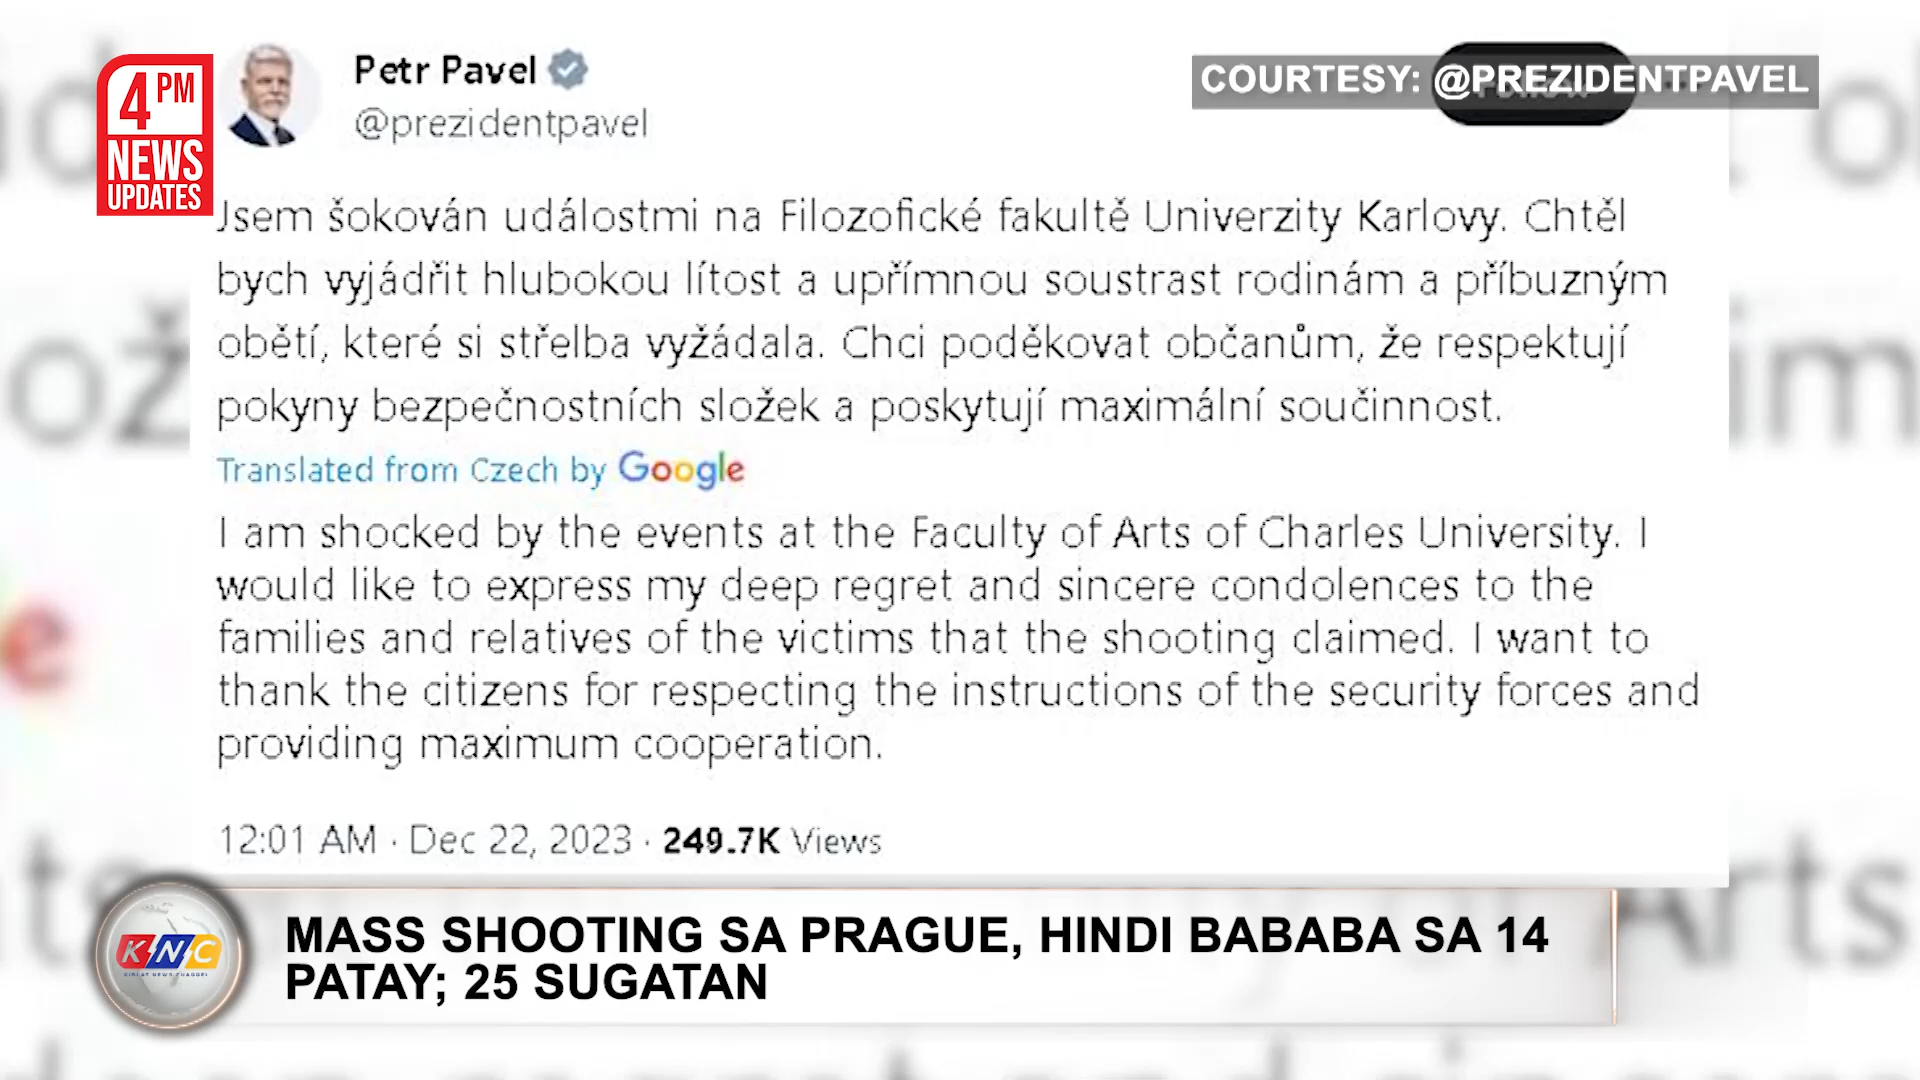 4 PM
NEWS
UPDATES
Petr Pavel
@prezidentpavel
COURTESY: @PREZIDENTPAVEL
Jsem šokován událostmi na Filozofické fakultě Univerzity Karlovy. Chtěl
bych vyjádřit hlubokou lítost a upřímnou soustrast rodinám a příbuzným
obětí, které si střelba vyžádala. Chci poděkovat občanům, že respektují
pokyny bezpečnostních složek a poskytují maximální součinnost.
Translated from Czech by Google
I am shocked by the events at the Faculty of Arts of Charles University. I
would like to express my deep regret and sincere condolences to the
families and relatives of the victims that the shooting claimed. I want to
thank the citizens for respecting the instructions of the security forces and
providing maximum cooperation.
12:01 AM · Dec 22, 2023 · 249.7K Views
KNC
MASS SHOOTING SA PRAGUE, HINDI BABABA SA 14
PATAY; 25 SUGATAN